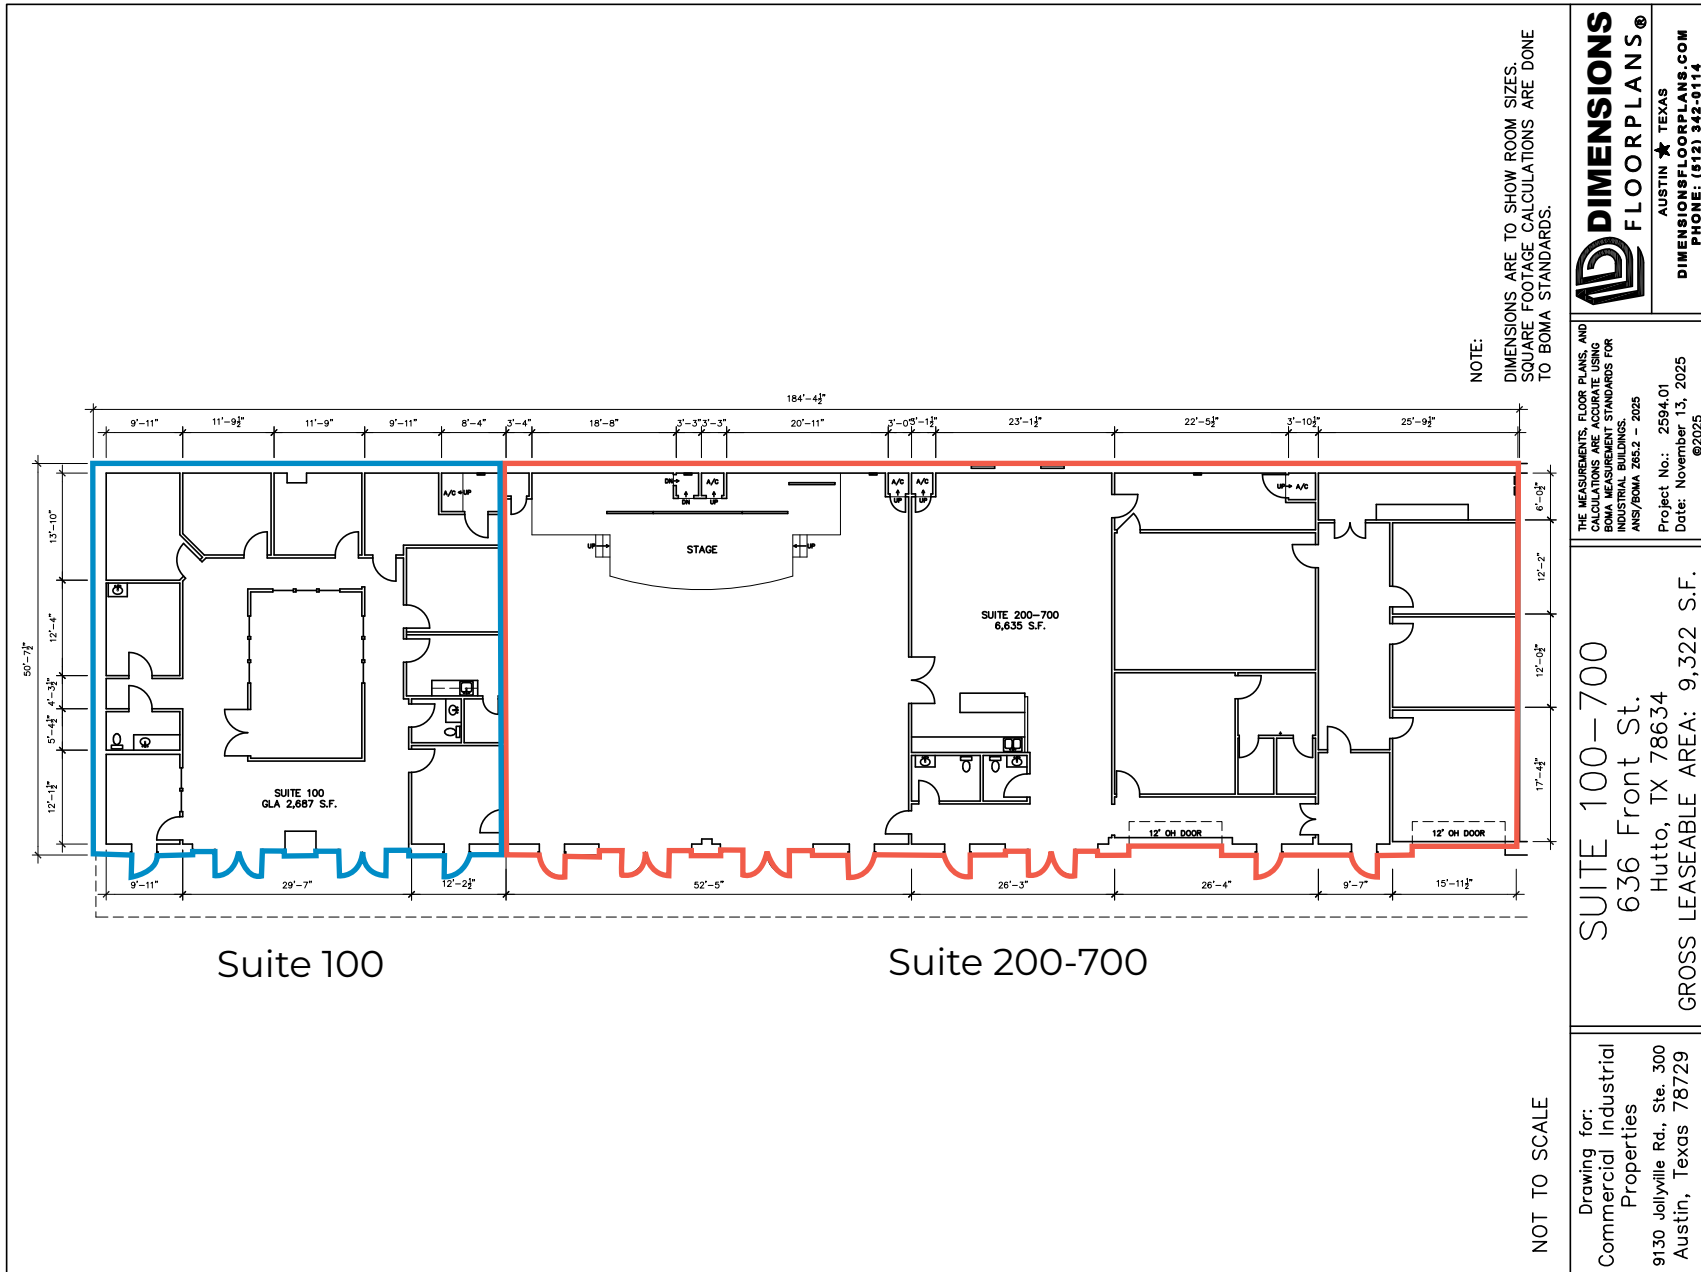 184'-4½"
9'-11"
11'-9½"
11'-9"
9'-11"
8'-4"
3'-4"
18'-8"
3'-3"
3'-3"
20'-11"
3'-0"
3'-1½"
23'-1½"
22'-5½"
3'-10½"
25'-9½"
50'-7½"
13'-10"
12'-4"
4'-3½"
5'-4½"
12'-1½"
A/C
UP
DN
DN
A/C
UP
A/C
UP
A/C
UP
UP
A/C
UP
STAGE
UP
SUITE 200-700
6,635 S.F.
SUITE 100
GLA 2,687 S.F.
12' OH DOOR
12' OH DOOR
6'-0½"
12'-2"
12'-0½"
17'-4½"
9'-11"
29'-7"
12'-2½"
52'-5"
26'-3"
26'-4"
9'-7"
15'-11½"
Suite 100
Suite 200-700
NOTE:
DIMENSIONS ARE TO SHOW ROOM SIZES.
SQUARE FOOTAGE CALCULATIONS ARE DONE
TO BOMA STANDARDS.
NOT TO SCALE
DIMENSIONS
FLOORPLANS®
AUSTIN ★ TEXAS
DIMENSIONSFLOORPLANS.COM
PHONE: (512) 342-0114
THE MEASUREMENTS, FLOOR PLANS, AND
CALCULATIONS ARE ACCURATE USING
BOMA MEASUREMENT STANDARDS FOR
INDUSTRIAL BUILDINGS.
ANSI/BOMA Z65.2 - 2025
Project No.: 2594.01
Date: November 13, 2025
©2025
SUITE 100-700
636 Front St.
Hutto, TX 78634
GROSS LEASEABLE AREA: 9,322 S.F.
Drawing for:
Commercial Industrial
Properties
9130 Jollyville Rd., Ste. 300
Austin, Texas 78729